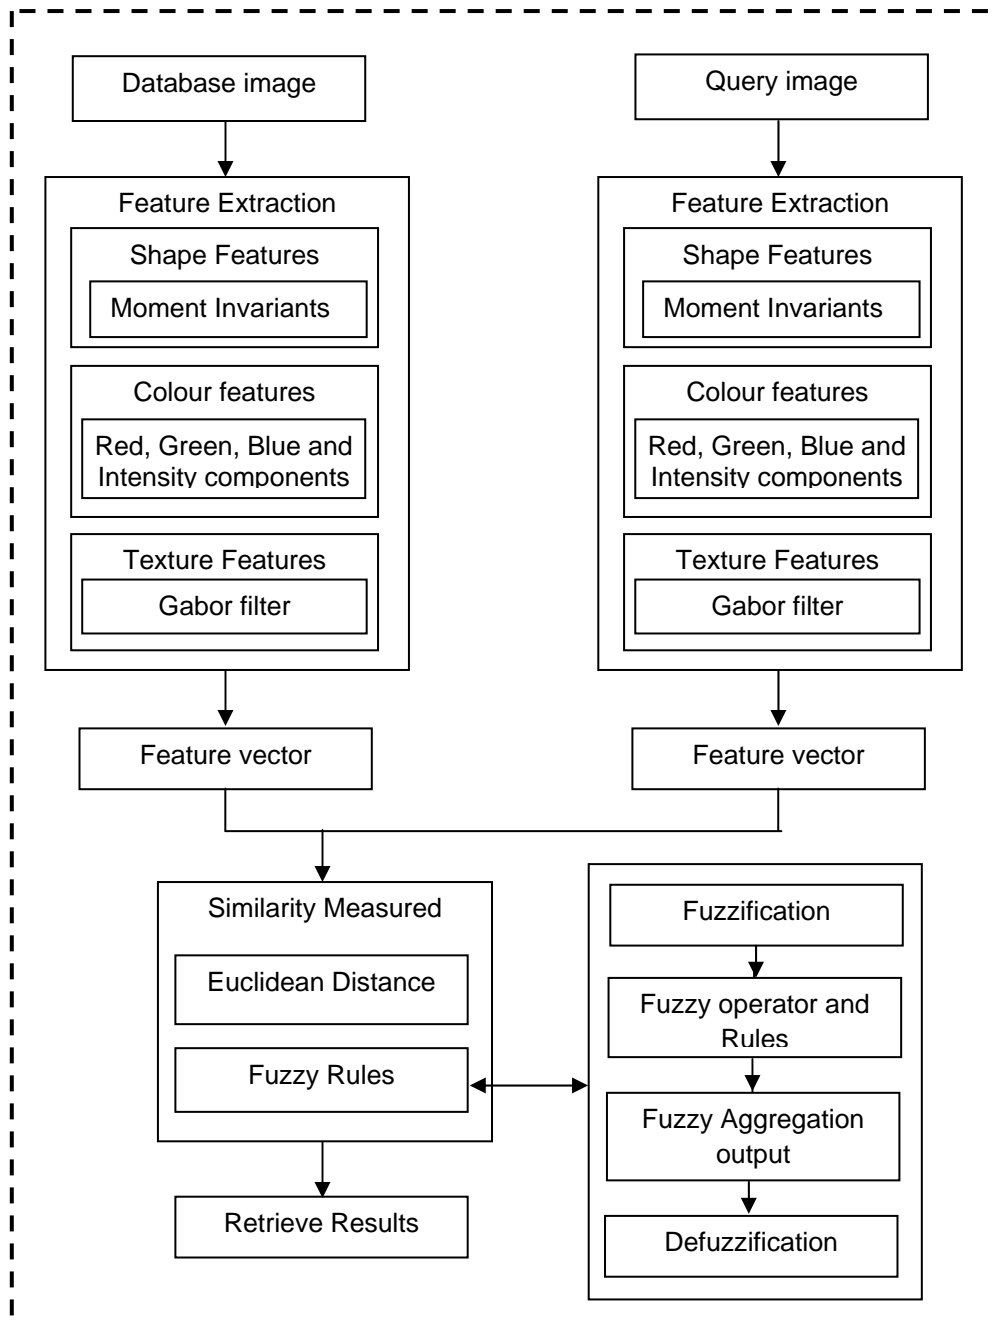 Database image
Feature Extraction
Shape Features
Moment Invariants
Colour features
Red, Green, Blue and
Intensity components
Texture Features
Gabor filter
Feature vector
Query image
Feature Extraction
Shape Features
Moment Invariants
Colour features
Red, Green, Blue and
Intensity components
Texture Features
Gabor filter
Feature vector
Similarity Measured
Euclidean Distance
Fuzzy Rules
Retrieve Results
Fuzzification
Fuzzy operator and
Rules
Fuzzy Aggregation
output
Defuzzification